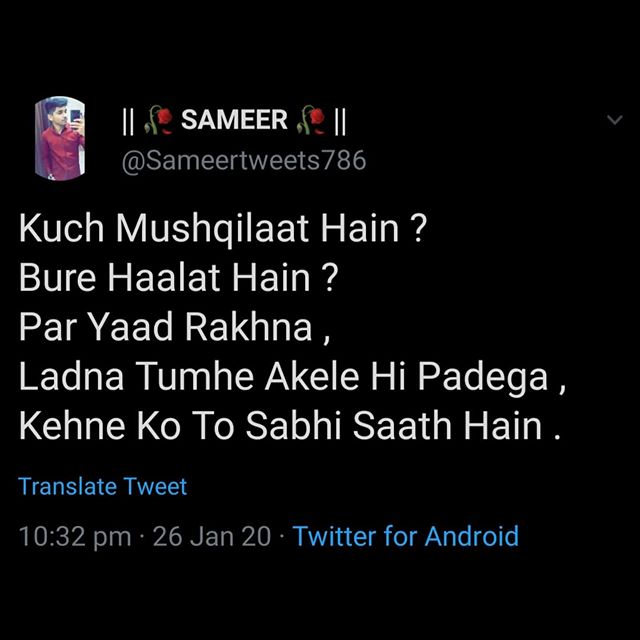 || 🥀 SAMEER 🥀 ||
@Sameertweets786
Kuch Mushqilaat Hain ?
Bure Haalat Hain ?
Par Yaad Rakhna ,
Ladna Tumhe Akele Hi Padega ,
Kehne Ko To Sabhi Saath Hain .
Translate Tweet
10:32 pm · 26 Jan 20 · Twitter for Android